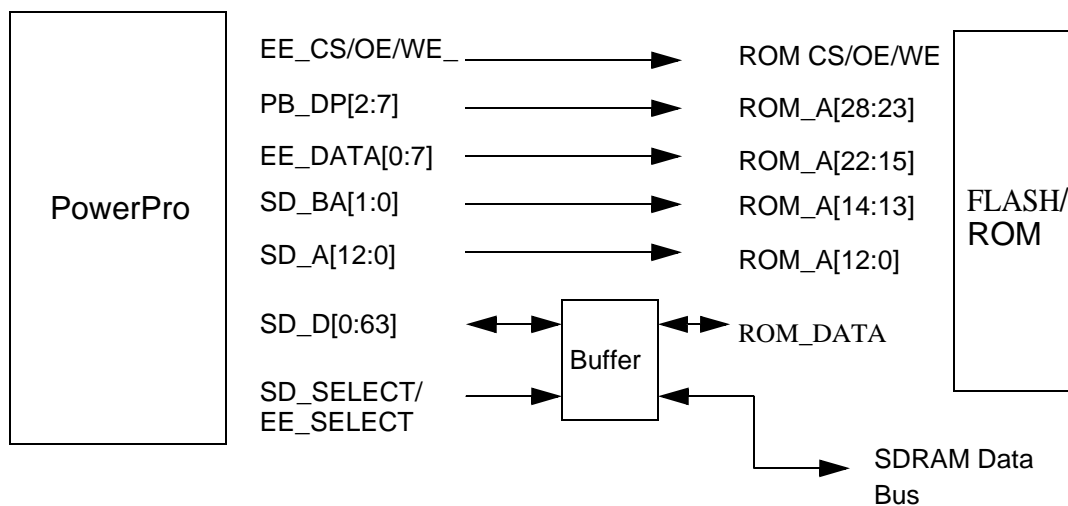 EE_CS/OE/WE_
ROM CS/OE/WE
PB_DP[2:7]
ROM_A[28:23]
EE_DATA[0:7]
ROM_A[22:15]
PowerPro
SD_BA[1:0]
ROM_A[14:13]
FLASH/
ROM
SD_A[12:0]
ROM_A[12:0]
SD_D[0:63]
ROM_DATA
Buffer
SD_SELECT/
EE_SELECT
SDRAM Data
Bus